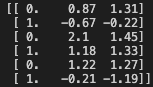 [[ 0.    0.87  1.31]
 [ 1.   -0.67 -0.22]
 [ 0.    2.1   1.45]
 [ 1.    1.18  1.33]
 [ 0.    1.22  1.27]
 [ 1.   -0.21 -1.19]]